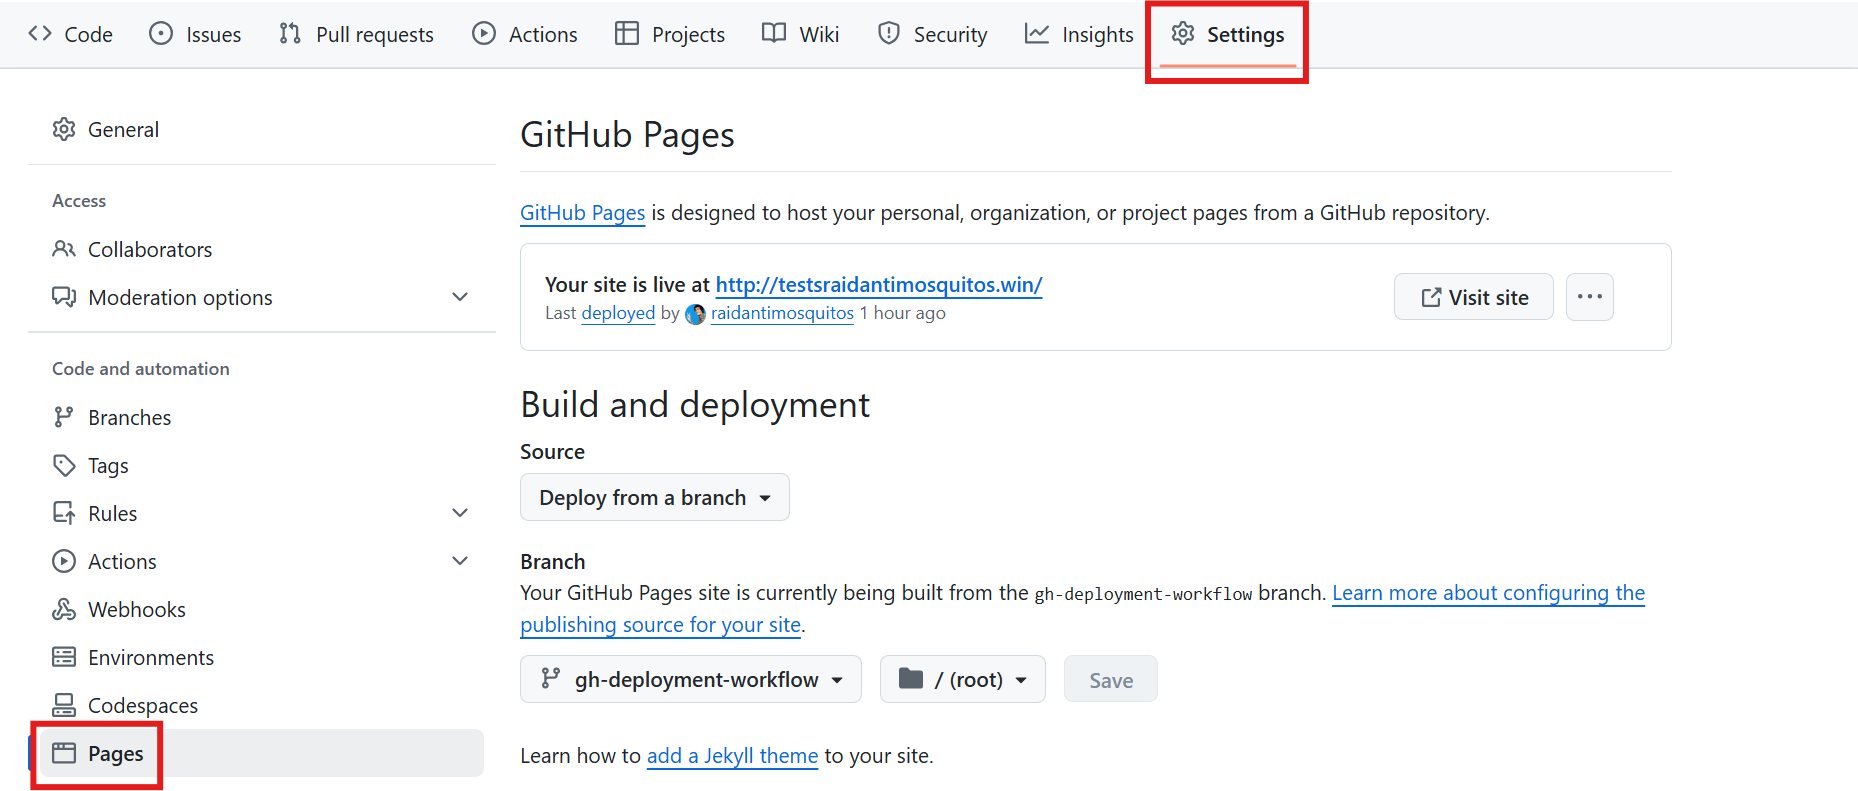 Code Issues Pull requests Actions Projects Wiki Security Insights Settings
General
Access
Collaborators
Moderation options
Code and automation
Branches
Tags
Rules
Actions
Webhooks
Environments
Codespaces
Pages
GitHub Pages
GitHub Pages is designed to host your personal, organization, or project pages from a GitHub repository.
Your site is live at http://testsraidantimosquitos.win/
Last deployed by raidantimosquitos 1 hour ago
Visit site
Build and deployment
Source
Deploy from a branch
Branch
Your GitHub Pages site is currently being built from the gh-deployment-workflow branch. Learn more about configuring the
publishing source for your site.
gh-deployment-workflow / (root) Save
Learn how to add a Jekyll theme to your site.